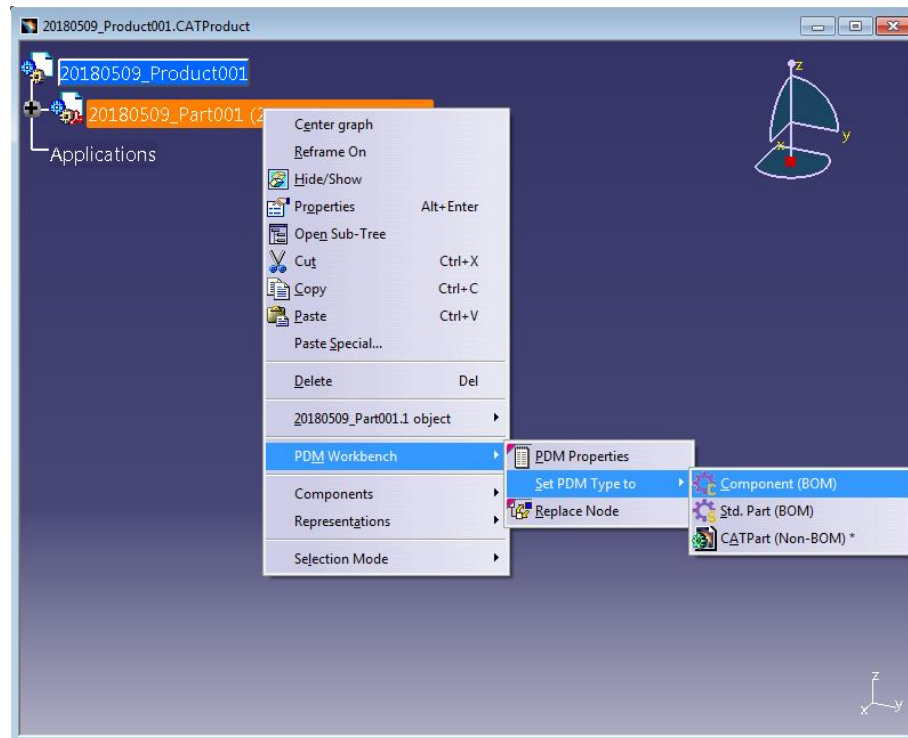 20180509_Product001.CATProduct
20180509_Product001
20180509_Part001 (2
Applications
z
y
x
Center graph
Reframe On
Hide/Show
Properties Alt+Enter
Open Sub-Tree
Cut Ctrl+X
Copy Ctrl+C
Paste Ctrl+V
Paste Special...
Delete Del
20180509_Part001.1 object
PDM Workbench
Components
Representations
Selection Mode
PDM Properties
Set PDM Type to
Replace Node
Component (BOM)
Std. Part (BOM)
CATPart (Non-BOM) *
z
x
y